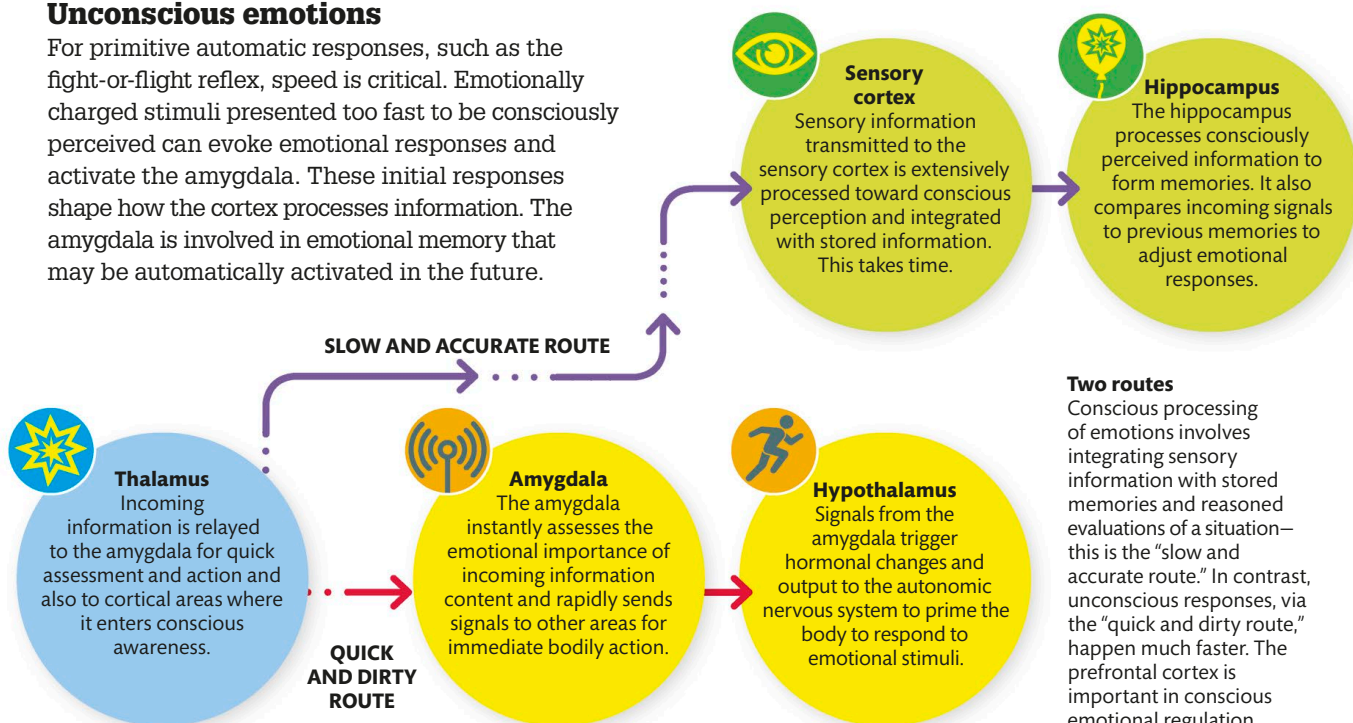 Unconscious emotions
For primitive automatic responses, such as the
fight-or-flight reflex, speed is critical. Emotionally
charged stimuli presented too fast to be consciously
perceived can evoke emotional responses and
activate the amygdala. These initial responses
shape how the cortex processes information. The
amygdala is involved in emotional memory that
may be automatically activated in the future.
Sensory
cortex
Sensory information
transmitted to the
sensory cortex is extensively
processed toward conscious
perception and integrated
with stored information.
This takes time.
Hippocampus
The hippocampus
processes consciously
perceived information to
form memories. It also
compares incoming signals
to previous memories to
adjust emotional
responses.
SLOW AND ACCURATE ROUTE
Thalamus
Incoming
information is relayed
to the amygdala for quick
assessment and action and
also to cortical areas where
it enters conscious
awareness.
QUICK
AND DIRTY
ROUTE
Amygdala
The amygdala
instantly assesses the
emotional importance of
incoming information
content and rapidly sends
signals to other areas for
immediate bodily action.
Hypothalamus
Signals from the
amygdala trigger
hormonal changes and
output to the autonomic
nervous system to prime the
body to respond to
emotional stimuli.
Two routes
Conscious processing
of emotions involves
integrating sensory
information with stored
memories and reasoned
evaluations of a situation—
this is the “slow and
accurate route.” In contrast,
unconscious responses, via
the “quick and dirty route,”
happen much faster. The
prefrontal cortex is
important in conscious
emotional regulation